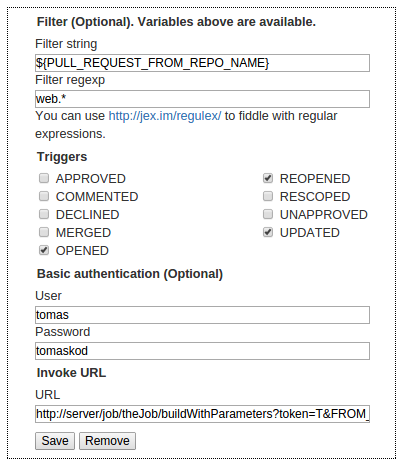 Filter (Optional). Variables above are available.
Filter string
${PULL_REQUEST_FROM_REPO_NAME}
Filter regexp
web.*
You can use http://jex.im/regulex/ to fiddle with regular
expressions.
Triggers
APPROVED REOPENED
COMMENTED RESCOPED
DECLINED UNAPPROVED
MERGED UPDATED
OPENED
Basic authentication (Optional)
User
tomas
Password
tomaskod
Invoke URL
URL
http://server/job/theJob/buildWithParameters?token=T&FROM_
Save Remove